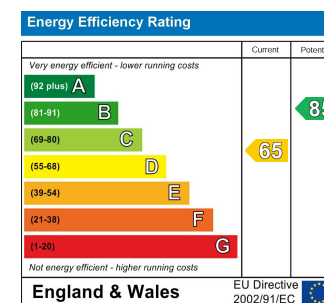 Energy Efficiency Rating
Current
Very energy efficient - lower running costs
(92 plus) A
(81-91) B
(69-80) C
65
(55-68) D
(39-54) E
(21-38) F
(1-20) G
Not energy efficient - higher running costs
England & Wales
EU Directive
2002/91/EC